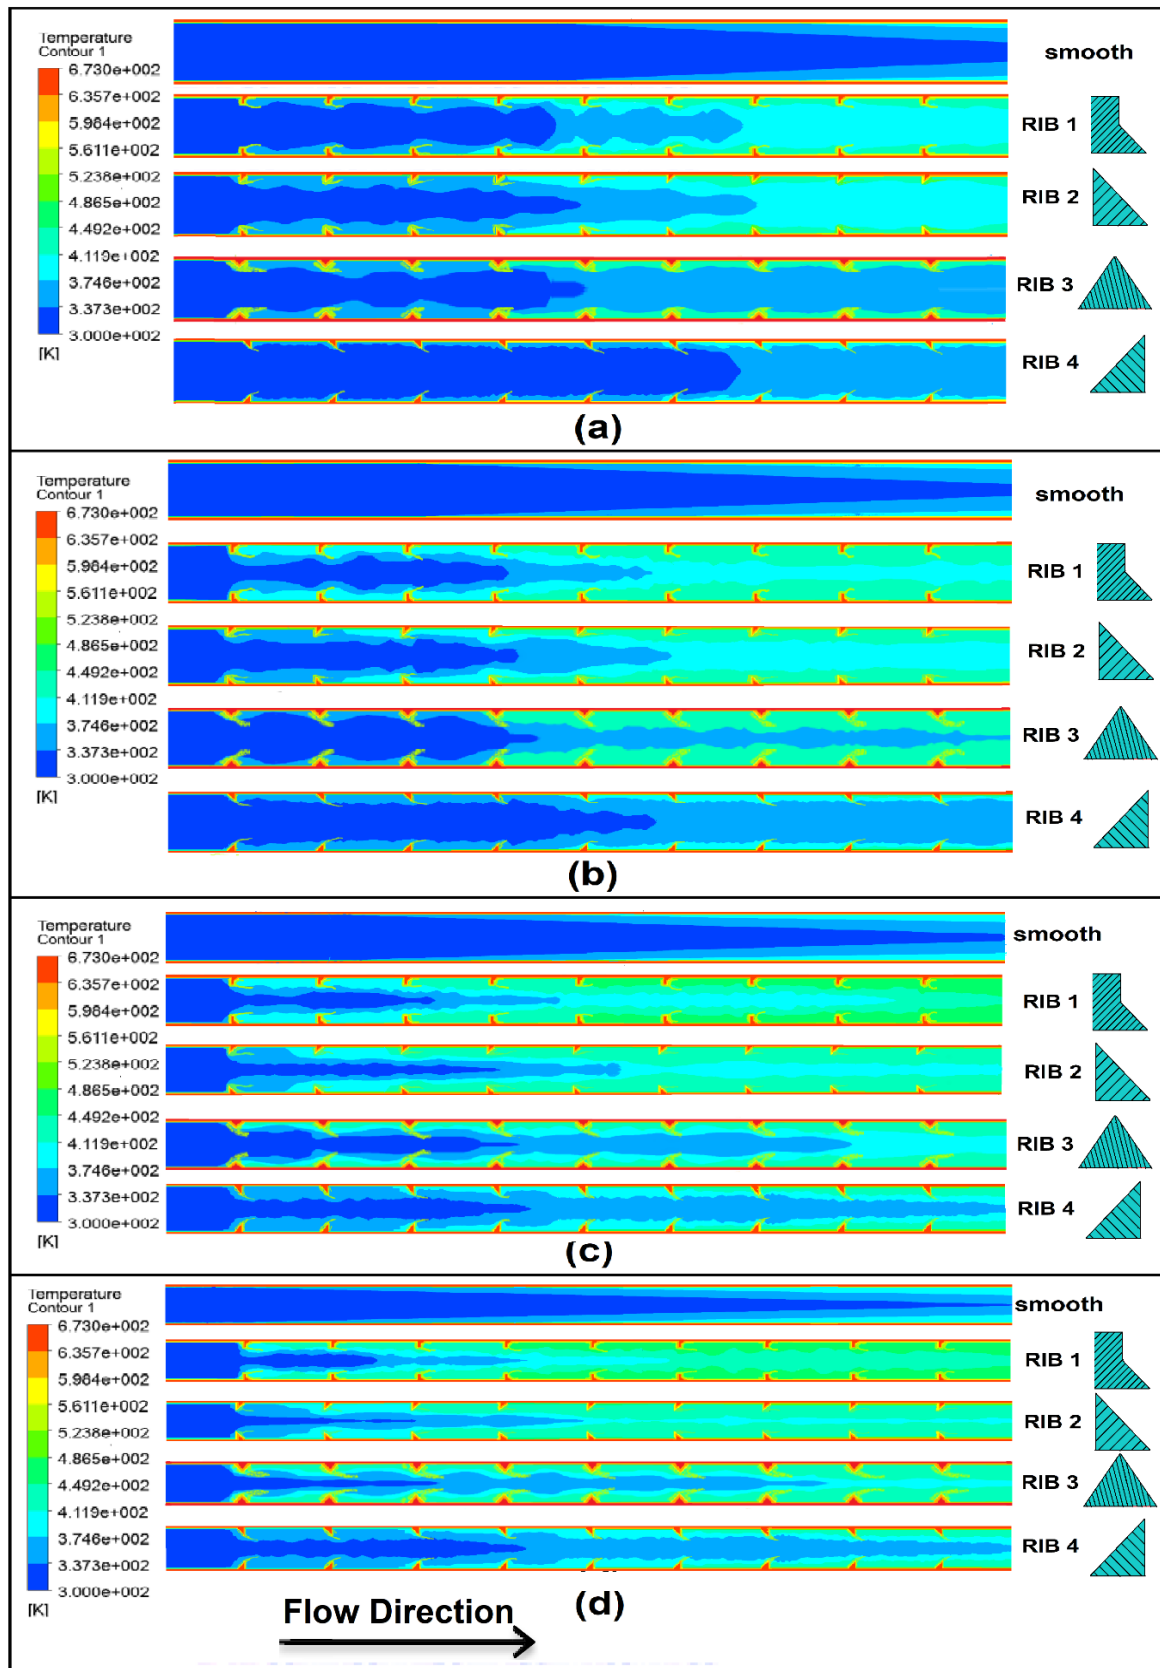 Temperature
Contour 1
6.730e+002
6.357e+002
5.984e+002
5.611e+002
5.238e+002
4.865e+002
4.492e+002
4.119e+002
3.746e+002
3.373e+002
3.000e+002
[K]
smooth
RIB 1
RIB 2
RIB 3
RIB 4
(a)
Temperature
Contour 1
6.730e+002
6.357e+002
5.984e+002
5.611e+002
5.238e+002
4.865e+002
4.492e+002
4.119e+002
3.746e+002
3.373e+002
3.000e+002
[K]
smooth
RIB 1
RIB 2
RIB 3
RIB 4
(b)
Temperature
Contour 1
6.730e+002
6.357e+002
5.984e+002
5.611e+002
5.238e+002
4.865e+002
4.492e+002
4.119e+002
3.746e+002
3.373e+002
3.000e+002
[K]
smooth
RIB 1
RIB 2
RIB 3
RIB 4
(c)
Temperature
Contour 1
6.730e+002
6.357e+002
5.984e+002
5.611e+002
5.238e+002
4.865e+002
4.492e+002
4.119e+002
3.746e+002
3.373e+002
3.000e+002
[K]
smooth
RIB 1
RIB 2
RIB 3
RIB 4
(d)
Flow Direction